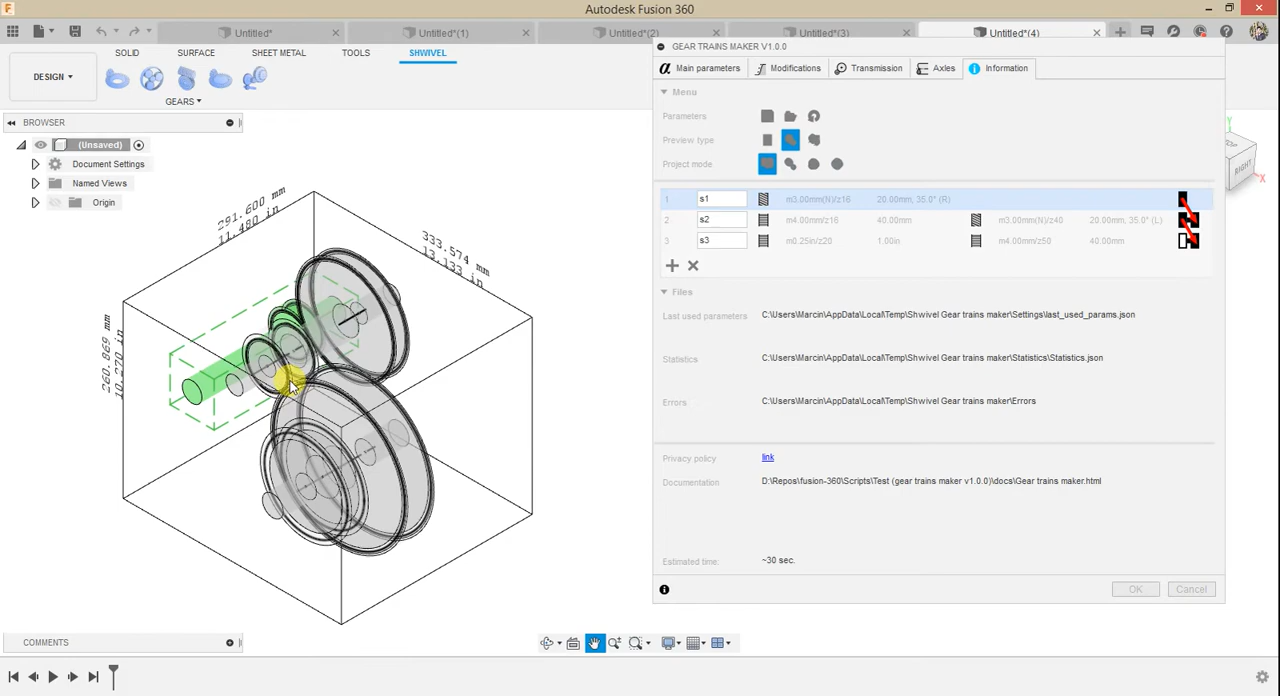 Autodesk Fusion 360
Untitled*
Untitled*(1)
Untitled*(2)
Untitled*(3)
Untitled*(4)
SOLID
SURFACE
SHEET METAL
TOOLS
SHWIVEL
DESIGN
GEARS
BROWSER
(Unsaved)
Document Settings
Named Views
Origin
291.600 mm
11.480 in
333.574 mm
13.133 in
260.869 mm
10.270 in
GEAR TRAINS MAKER V1.0.0
Main parameters
Modifications
Transmission
Axles
Information
Menu
Parameters
Preview type
Project mode
1 s1 m3.00mm(N)/z16 20.00mm, 35.0° (R)
2 s2 m4.00mm/z16 40.00mm m3.00mm(N)/z40 20.00mm, 35.0° (L)
3 s3 m0.25in/z20 1.00in m4.00mm/z50 40.00mm
Files
Last used parameters C:\Users\Marcin\AppData\Local\Temp\Shwivel Gear trains maker\Settings\last_used_params.json
Statistics C:\Users\Marcin\AppData\Local\Temp\Shwivel Gear trains maker\Statistics\Statistics.json
Errors C:\Users\Marcin\AppData\Local\Temp\Shwivel Gear trains maker\Errors
Privacy policy link
Documentation D:\Repos\fusion-360\Scripts\Test (gear trains maker v1.0.0)\docs\Gear trains maker.html
Estimated time: ~30 sec.
OK
Cancel
Y
RIGHT
X
COMMENTS